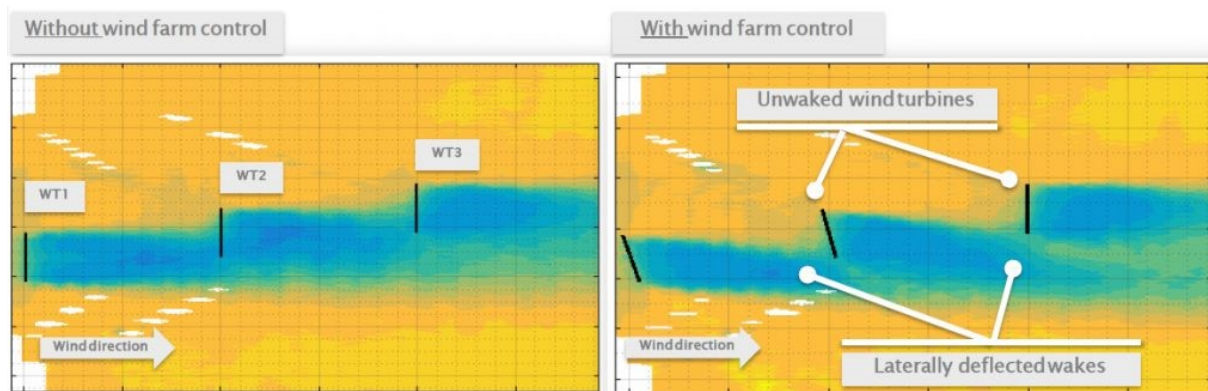 Without wind farm control
WT1
WT2
WT3
Wind direction
With wind farm control
Unwaked wind turbines
Wind direction
Laterally deflected wakes